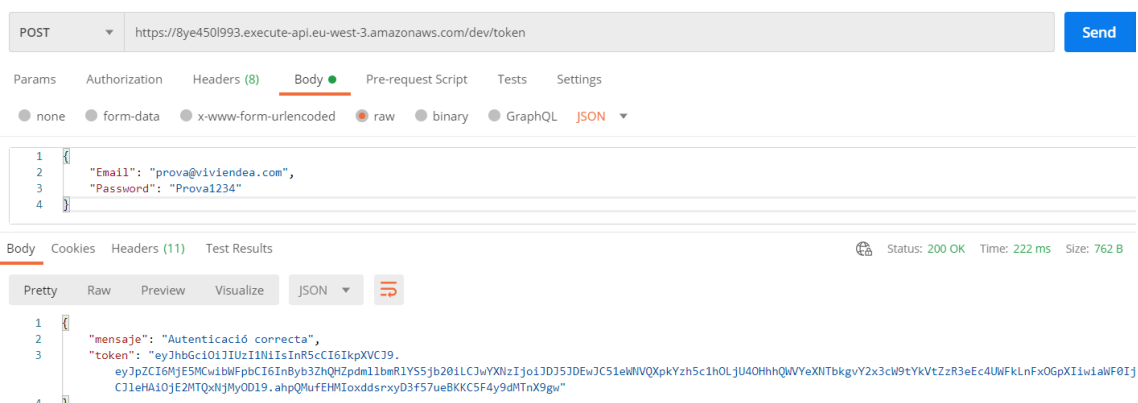 POST https://8ye450l993.execute-api.eu-west-3.amazonaws.com/dev/token Send
Params Authorization Headers (8) Body Pre-request Script Tests Settings
none form-data x-www-form-urlencoded raw binary GraphQL JSON
1 {
2 "Email": "prova@viviendea.com",
3 "Password": "Prova1234"
4 }
Body Cookies Headers (11) Test Results Status: 200 OK Time: 222 ms Size: 762 B
Pretty Raw Preview Visualize JSON
1 {
2 "mensaje": "Autenticació correcta",
3 "token": "eyJhbGciOiJIUzI1NiIsInR5cCI6IkpXVCJ9.
eyJpZCI6MjE5MCwibWFpbCI6InByb3ZhQHZpdmllbmRlYS5jb20iLCJwYXNzIjoiJDJ5JDEwJC51eWNVQXpkYzh5c1hOLjU4OHhhQWVYeXNTbkgvY2x3cW9tYkVtZzR3eEc4UWFkLnFxOGpXIiwiaWF0Ij
CJleHAiOjE2MTQxNjMyODl9.ahpQMufEHMIoxddsrxyD3f57ueBKKC5F4y9dMTnX9gw"
4 }